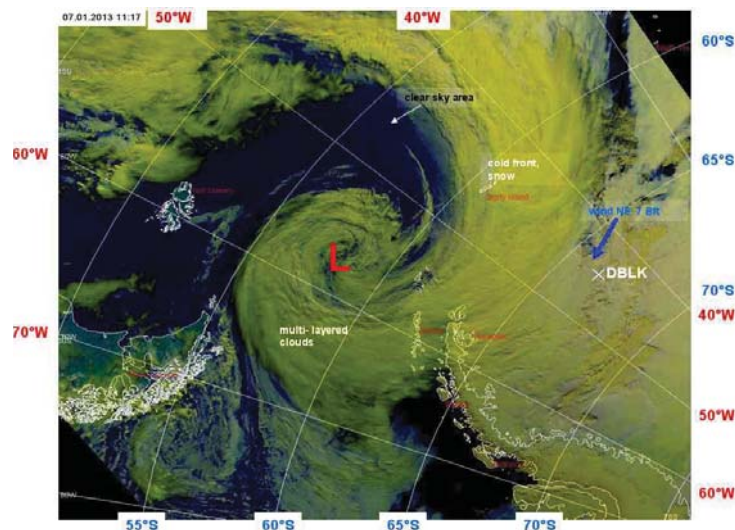 07.01.2013 11:17
50°W
40°W
60°S
60°W
clear sky area
cold front,
snow
65°S
wind NE 7 BR
DBLK
70°S
40°W
L
70°W
multi- layered
clouds
50°W
60°W
55°S
60°S
65°S
70°S